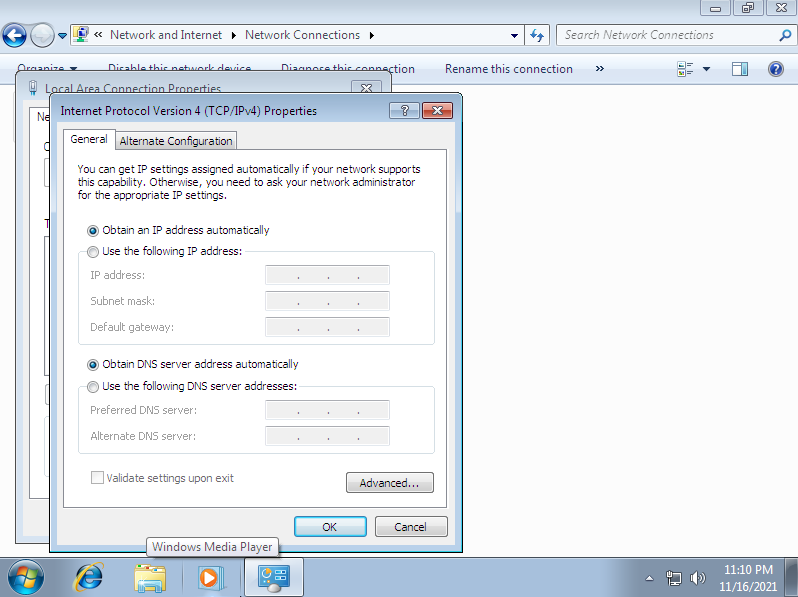 « Network and Internet Network Connections
Search Network Connections
Organize Disable this network device Diagnose this connection Rename this connection »
Local Area Connection Properties
Ne
Internet Protocol Version 4 (TCP/IPv4) Properties
General Alternate Configuration
You can get IP settings assigned automatically if your network supports
this capability. Otherwise, you need to ask your network administrator
for the appropriate IP settings.
Obtain an IP address automatically
Use the following IP address:
IP address:
Subnet mask:
Default gateway:
Obtain DNS server address automatically
Use the following DNS server addresses:
Preferred DNS server:
Alternate DNS server:
Validate settings upon exit
Advanced...
OK Cancel
Windows Media Player
11:10 PM
11/16/2021